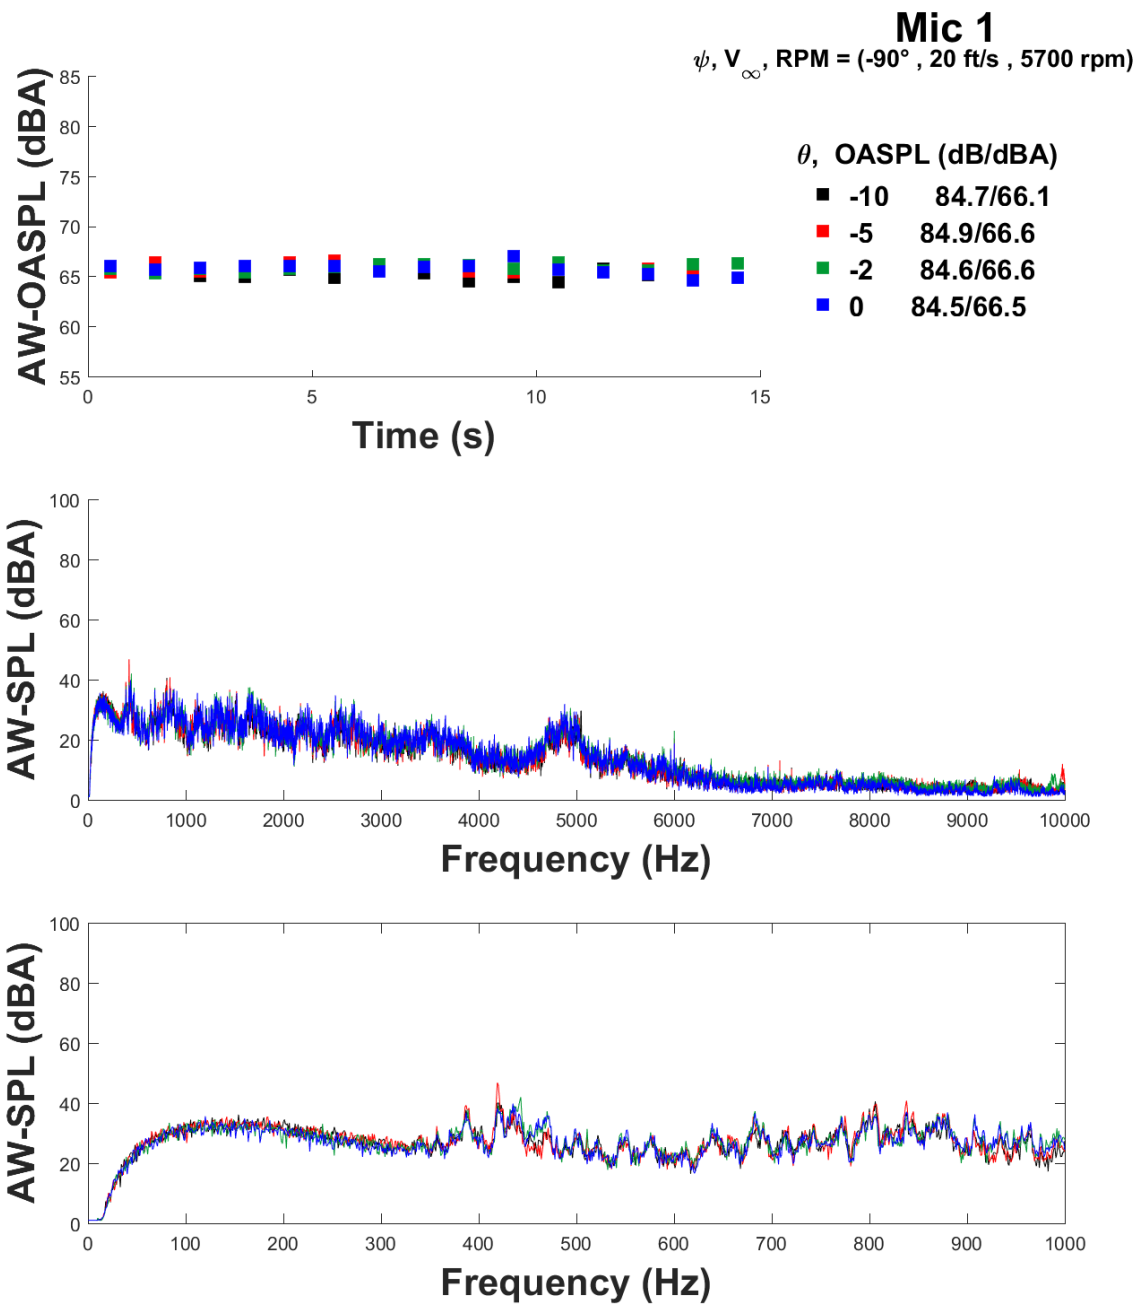 Mic 1
ψ, V∞, RPM = (-90° , 20 ft/s , 5700 rpm)
θ, OASPL (dB/dBA)
-10 84.7/66.1
-5 84.9/66.6
-2 84.6/66.6
0 84.5/66.5
AW-OASPL (dBA)
85
80
75
70
65
60
55
0 5 10 15
Time (s)
AW-SPL (dBA)
100
80
60
40
20
0
0 1000 2000 3000 4000 5000 6000 7000 8000 9000 10000
Frequency (Hz)
AW-SPL (dBA)
100
80
60
40
20
0
0 100 200 300 400 500 600 700 800 900 1000
Frequency (Hz)